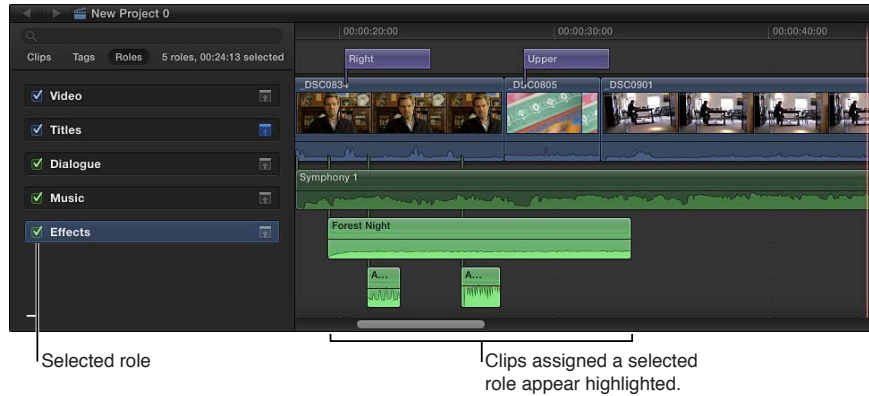 New Project 0
00:00:20:00
00:00:30:00
00:00:40:00
Clips Tags Roles 5 roles, 00:24:13 selected
Right
Upper
_DSC0834
_DSC0805
_DSC0901
Video
Titles
Dialogue
Music
Effects
Symphony 1
Forest Night
A...
A...
Selected role
Clips assigned a selected
role appear highlighted.